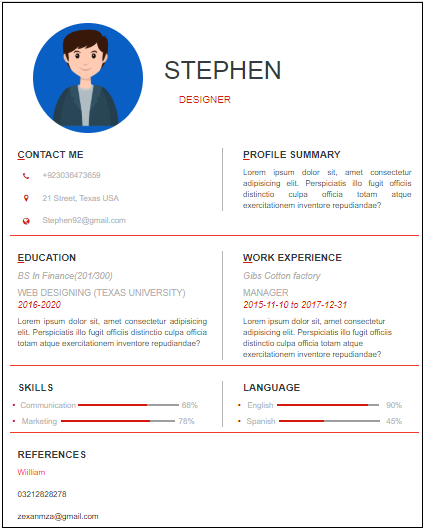 STEPHEN
DESIGNER
CONTACT ME
+923036473659
21 Street, Texas USA
Stephen92@gmail.com
PROFILE SUMMARY
Lorem ipsum dolor sit amet, consectetur
adipisicing elit. Perspiciatis illo fugit officiis
distinctio culpa officia totam atque
exercitationem inventore repudiandae?
EDUCATION
BS In Finance(201/300)
WEB DESIGNING (TEXAS UNIVERSITY)
2016-2020
Lorem ipsum dolor sit amet, consectetur adipisicing
elit. Perspiciatis illo fugit officiis distinctio culpa
officia totam atque exercitationem inventore
repudiandae?
WORK EXPERIENCE
Gibs Cotton factory
MANAGER
2015-11-10 to 2017-12-31
Lorem ipsum dolor sit amet, consectetur
adipisicing elit. Perspiciatis illo fugit officiis
distinctio culpa officia totam atque
exercitationem inventore repudiandae?
SKILLS
Communication 68%
Marketing 78%
LANGUAGE
English 90%
Spanish 45%
REFERENCES
Wiilliam
03212828278
zexanmza@gmail.com